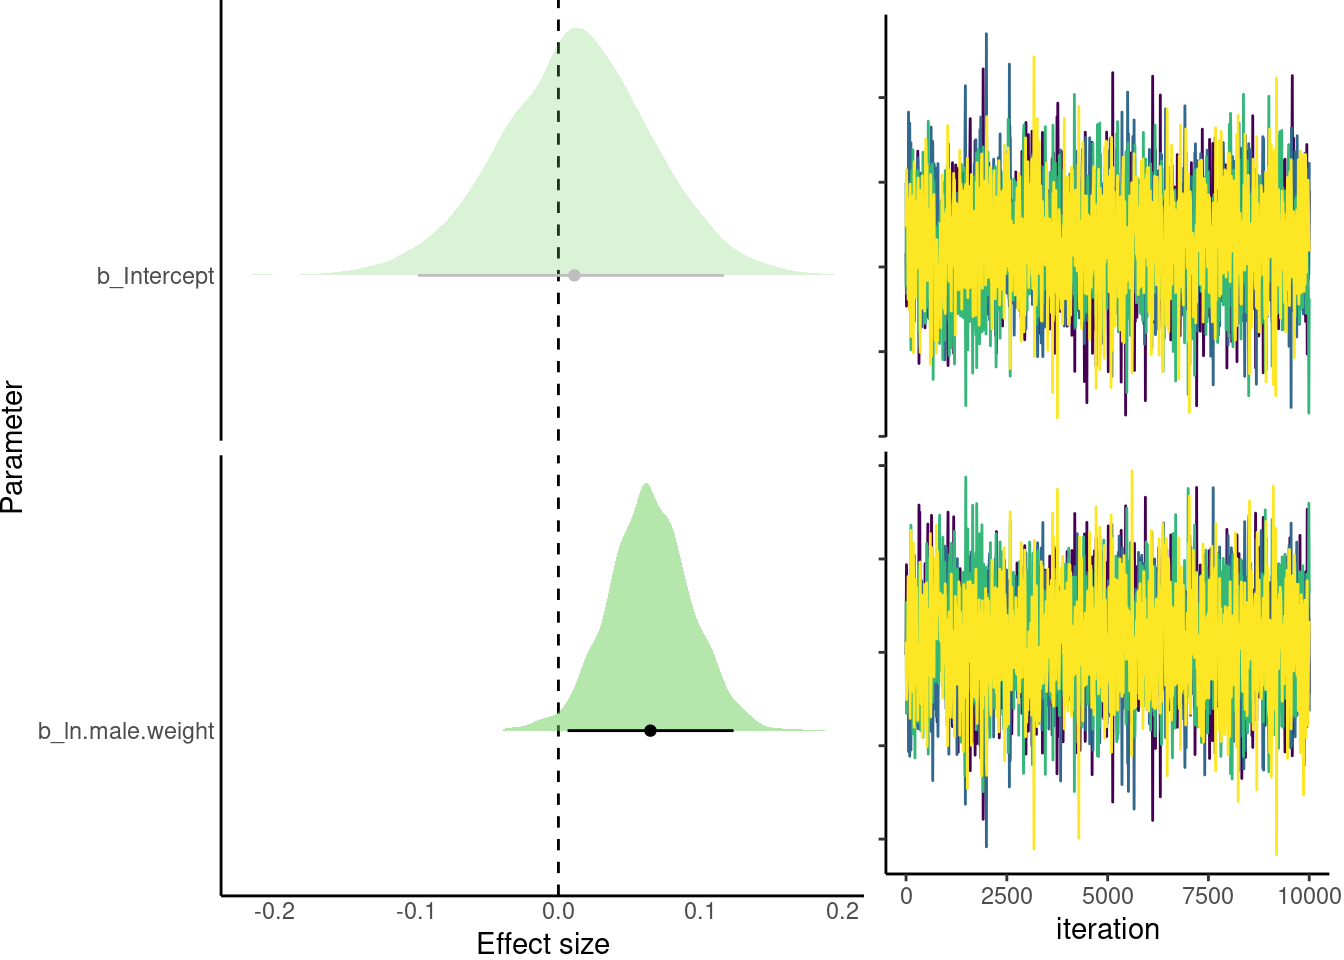 Parameter
b_Intercept
b_ln.male.weight
-0.2 -0.1 0.0 0.1 0.2
Effect size
0 2500 5000 7500 10000
iteration